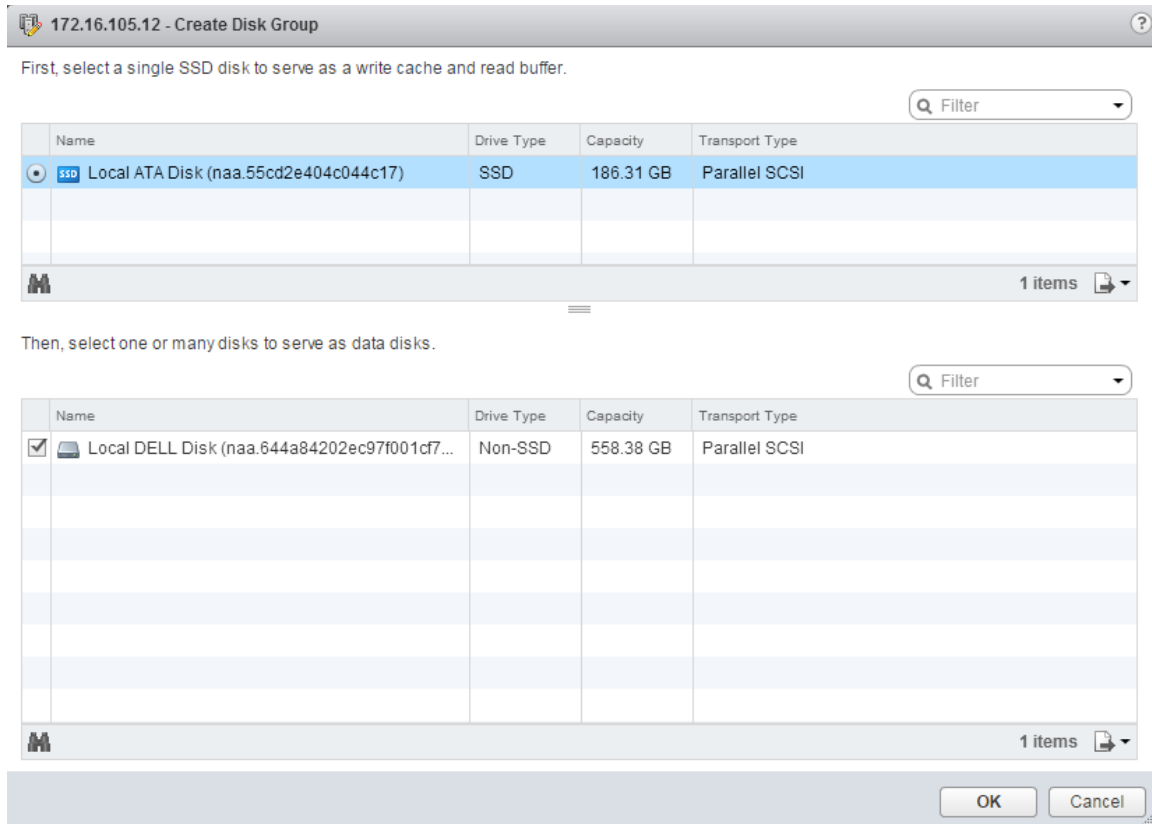 172.16.105.12 - Create Disk Group ?
First, select a single SSD disk to serve as a write cache and read buffer.
Filter
Name Drive Type Capacity Transport Type
SSD Local ATA Disk (naa.55cd2e404c044c17) SSD 186.31 GB Parallel SCSI
1 items
Then, select one or many disks to serve as data disks.
Filter
Name Drive Type Capacity Transport Type
Local DELL Disk (naa.644a84202ec97f001cf7... Non-SSD 558.38 GB Parallel SCSI
1 items
OK Cancel